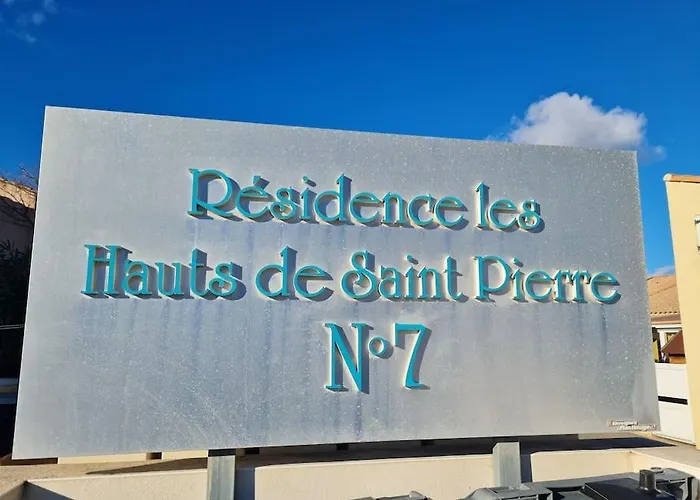 Résidence les
Hauts de Saint Pierre
N°7